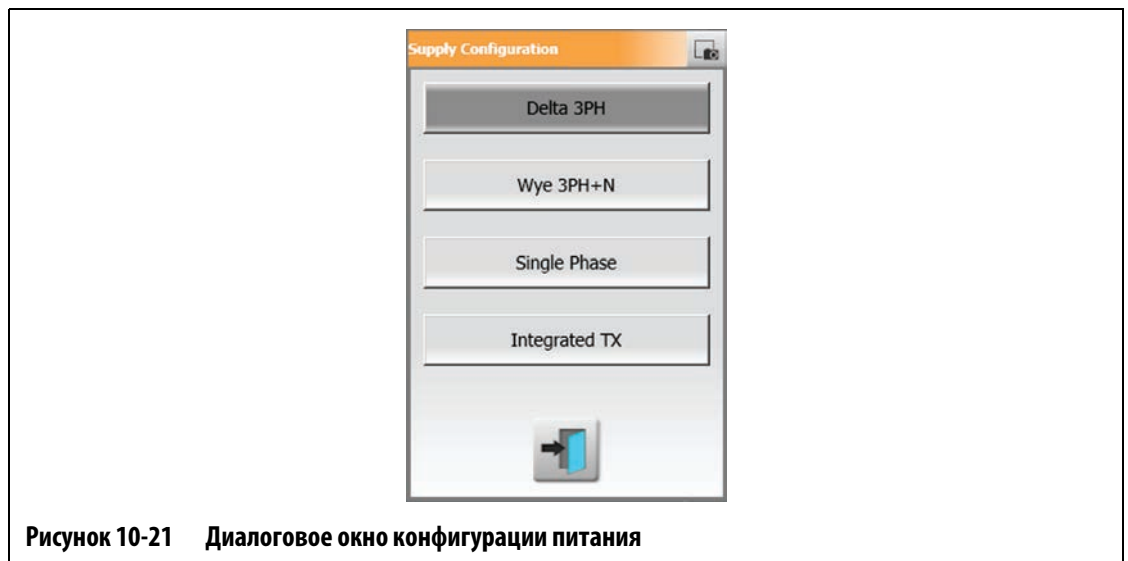 Supply Configuration
Delta 3PH
Wye 3PH+N
Single Phase
Integrated TX
Рисунок 10-21 Диалоговое окно конфигурации питания